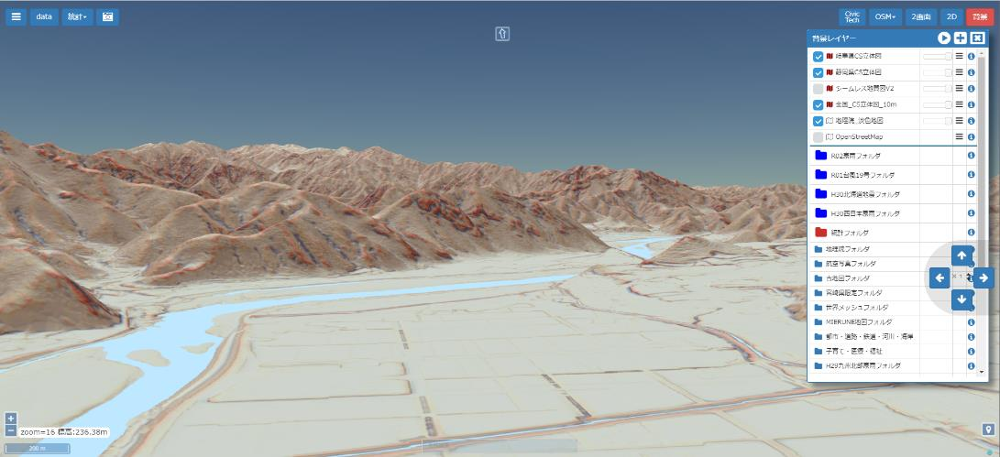 data
統計
Civic Tech
OSM
2画面
2D
背景
背景レイヤー
岐阜県CS立体図
静岡県CS立体図
シームレス地質図V2
全国_CS立体図_10m
地理院_淡色地図
OpenStreetMap
R02豪雨フォルダ
R01台風19号フォルダ
H30北海道地震フォルダ
H30西日本豪雨フォルダ
統計フォルダ
地理院フォルダ
航空写真フォルダ
古地図フォルダ
× 1
宮崎県限定フォルダ
世界メッシュフォルダ
MIERUNE地図フォルダ
都市・道路・鉄道・河川・海岸
子育て・医療・福祉
H29九州北部豪雨フォルダ
zoom=16 標高:236.38m
200 m